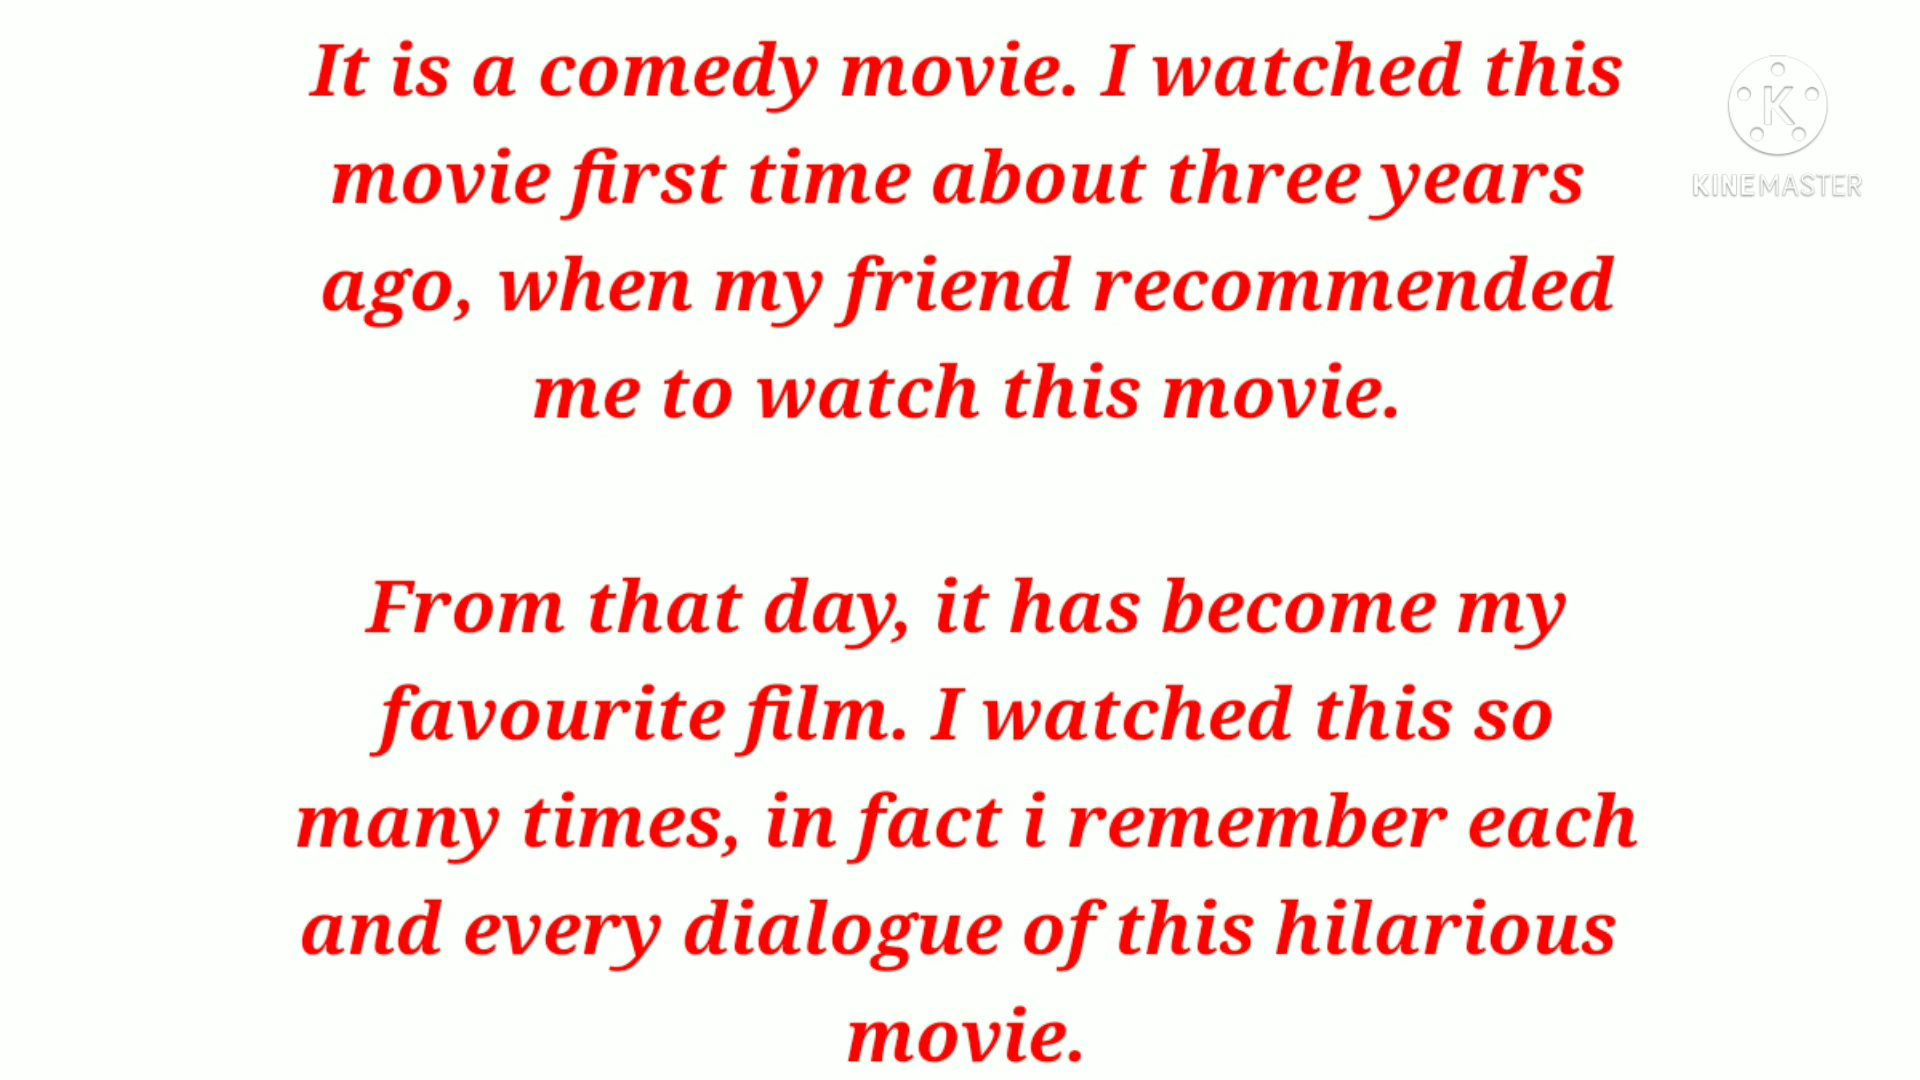 It is a comedy movie. I watched this
movie first time about three years
ago, when my friend recommended
me to watch this movie.
From that day, it has become my
favourite film. I watched this so
many times, in fact i remember each
and every dialogue of this hilarious
movie.
K
KINEMASTER